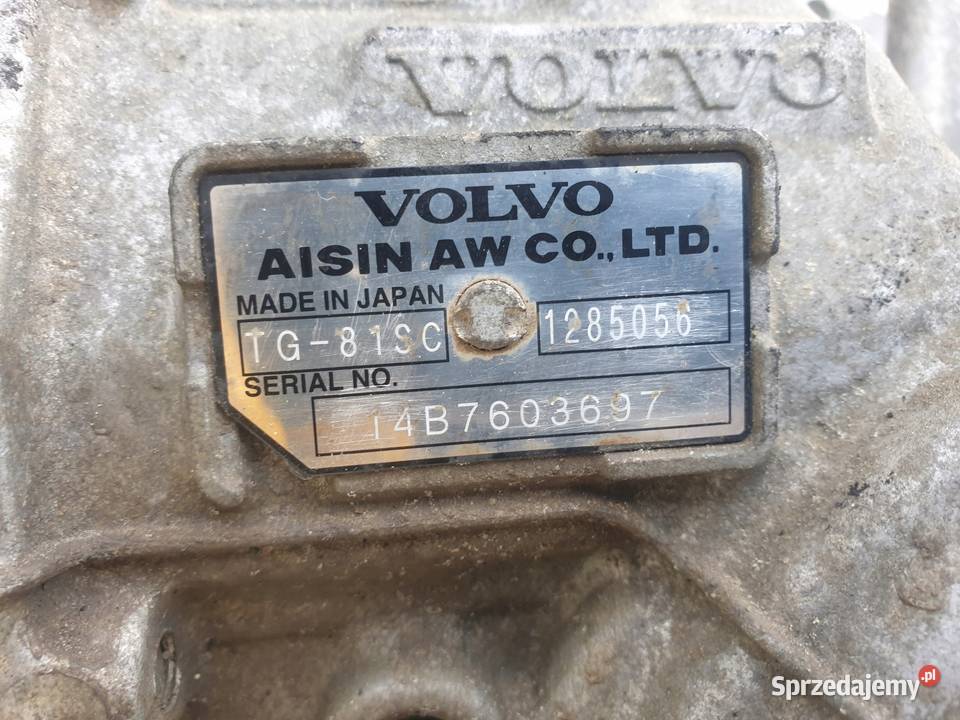 VOLVO
VOLVO
AISIN AW CO., LTD.
MADE IN JAPAN
TG-81SC 1285056
SERIAL NO.
14B7603697
Sprzedajemy.pl